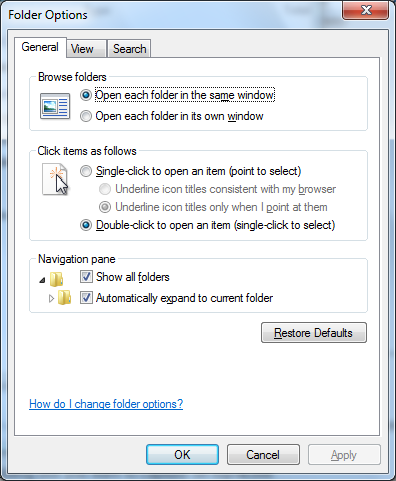 Folder Options
General
View
Search
Browse folders
Open each folder in the same window
Open each folder in its own window
Click items as follows
Single-click to open an item (point to select)
Underline icon titles consistent with my browser
Underline icon titles only when I point at them
Double-click to open an item (single-click to select)
Navigation pane
Show all folders
Automatically expand to current folder
Restore Defaults
How do I change folder options?
OK
Cancel
Apply